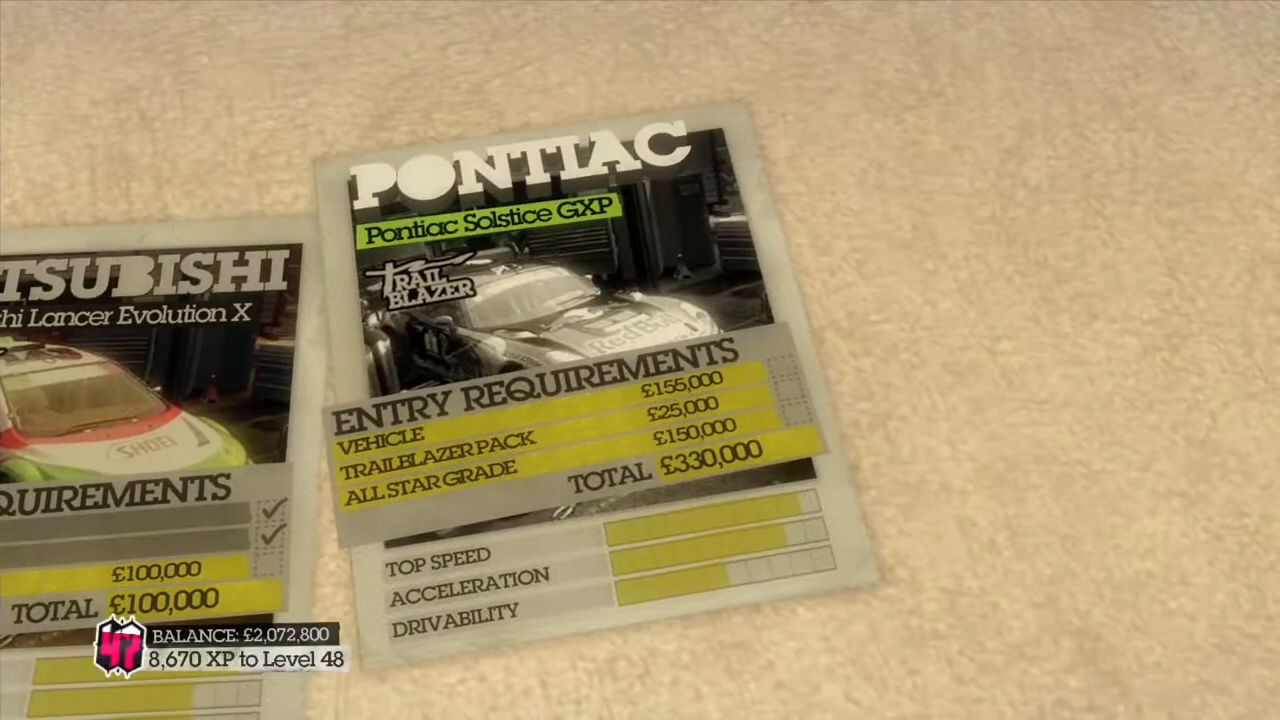 PONTIAC
Pontiac Solstice GXP
TRAIL
BLAZER
RedBull
ENTRY REQUIREMENTS
VEHICLE £155,000
TRAILBLAZER PACK £25,000
ALL STAR GRADE £150,000
TOTAL £330,000
TOP SPEED
ACCELERATION
DRIVABILITY
TSUBISHI
hi Lancer Evolution X
SHOEI
QUIREMENTS
£100,000
TOTAL £100,000
47
BALANCE: £2,072,800
8,670 XP to Level 48